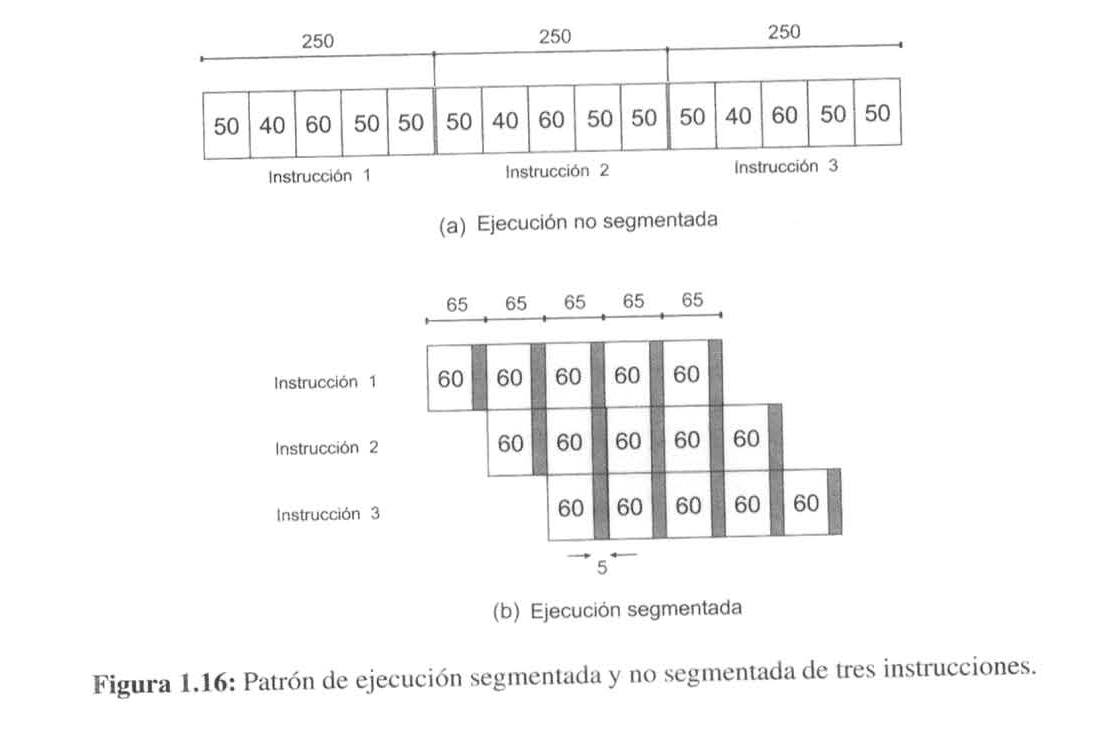 250 250 250
50 40 60 50 50 50 40 60 50 50 50 40 60 50 50
Instrucción 1 Instrucción 2 Instrucción 3
(a) Ejecución no segmentada
65 65 65 65 65
Instrucción 1 60 60 60 60 60
Instrucción 2 60 60 60 60 60
Instrucción 3 60 60 60 60 60
5
(b) Ejecución segmentada
Figura 1.16: Patrón de ejecución segmentada y no segmentada de tres instrucciones.